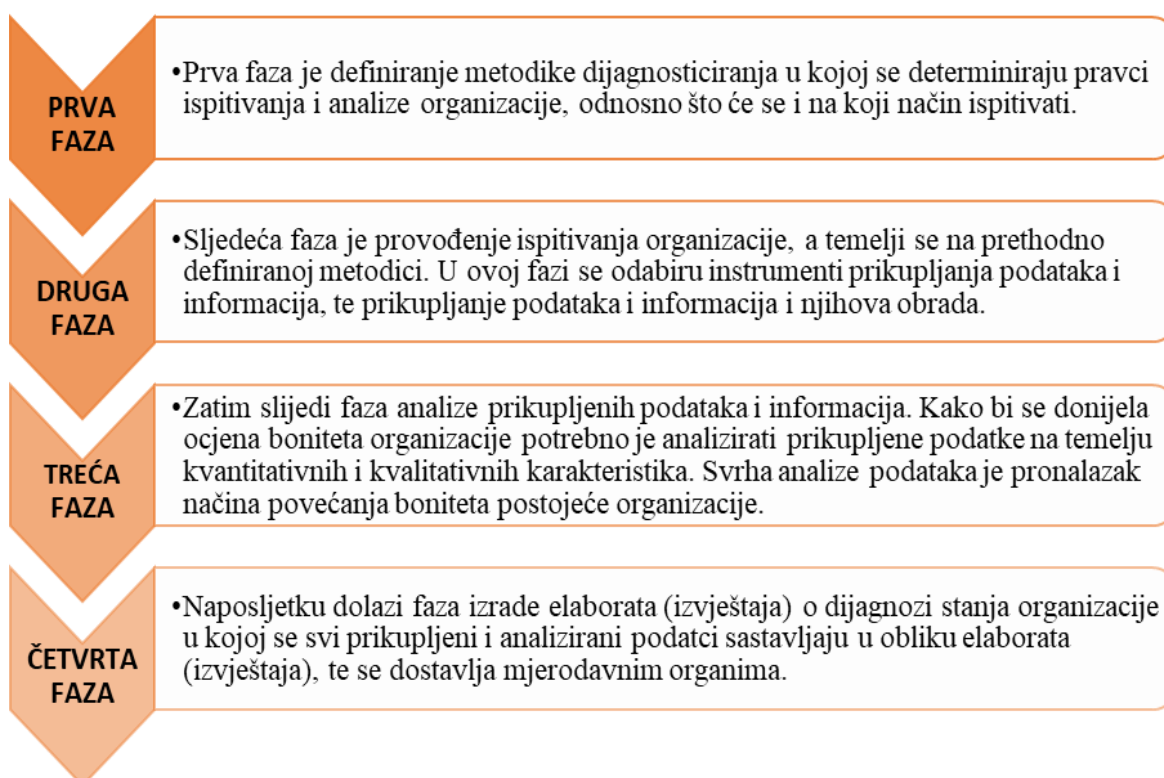 PRVA
FAZA
•Prva faza je definiranje metodike dijagnosticiranja u kojoj se determiniraju pravci
ispitivanja i analize organizacije, odnosno što će se i na koji način ispitivati.
DRUGA
FAZA
•Sljedeća faza je provođenje ispitivanja organizacije, a temelji se na prethodno
definiranoj metodici. U ovoj fazi se odabiru instrumenti prikupljanja podataka i
informacija, te prikupljanje podataka i informacija i njihova obrada.
TREĆA
FAZA
•Zatim slijedi faza analize prikupljenih podataka i informacija. Kako bi se donijela
ocjena boniteta organizacije potrebno je analizirati prikupljene podatke na temelju
kvantitativnih i kvalitativnih karakteristika. Svrha analize podataka je pronalazak
načina povećanja boniteta postojeće organizacije.
ČETVRTA
FAZA
•Naposljetku dolazi faza izrade elaborata (izvještaja) o dijagnozi stanja organizacije
u kojoj se svi prikupljeni i analizirani podatci sastavljaju u obliku elaborata
(izvještaja), te se dostavlja mjerodavnim organima.